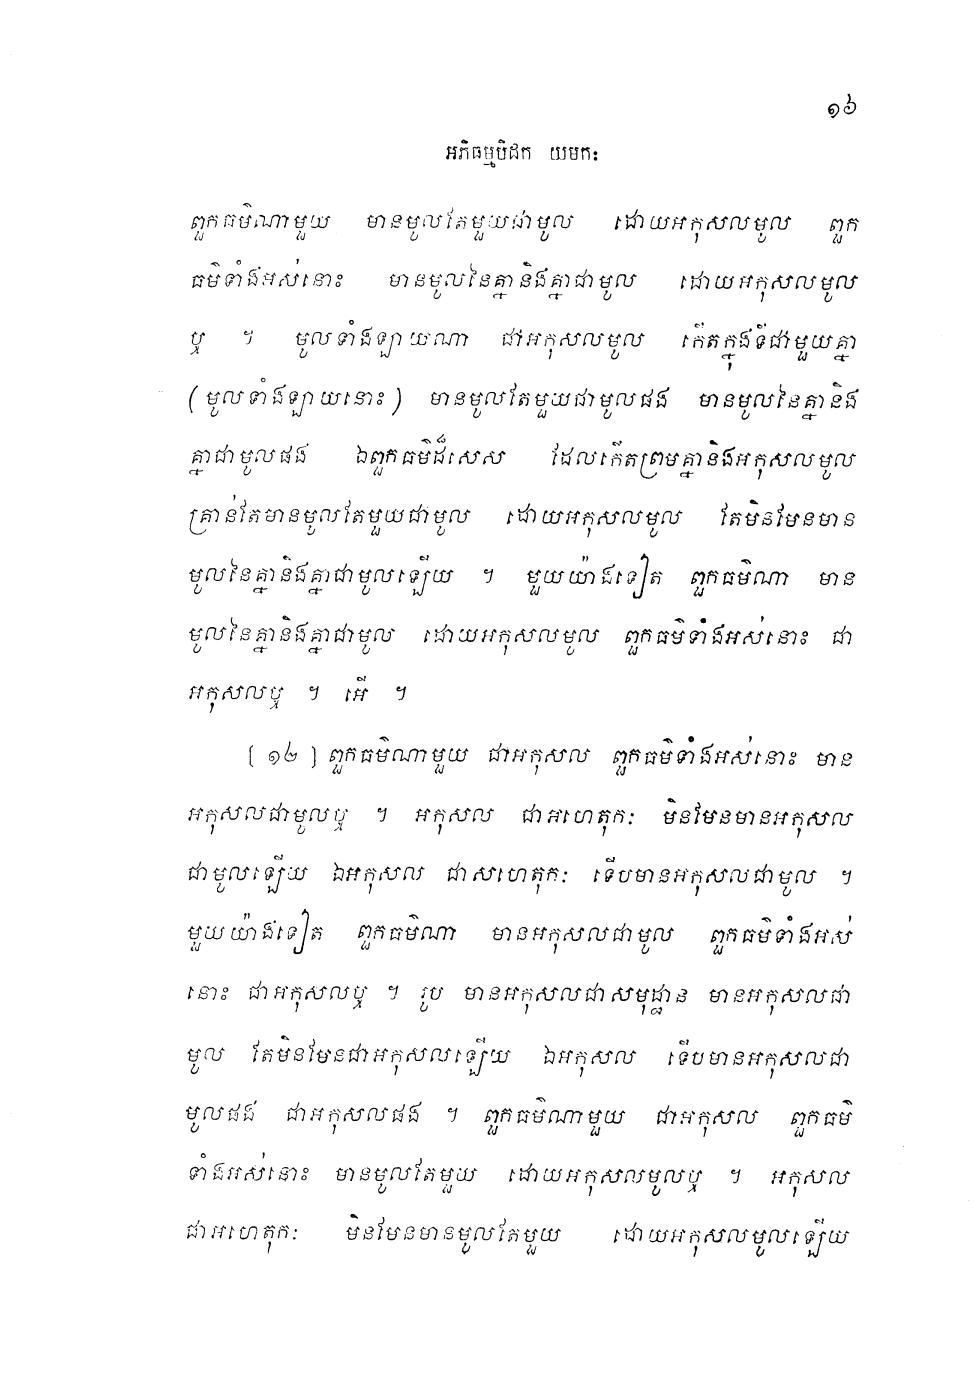 ១៦
អភិធម្មបិដក យមកៈ
ពួកធម៌ណាមួយ មានមូលតែមួយជាមូល ដោយអកុសលមូល ពួក
ធម៌ទាំងអស់នោះ មានមូលនៃគ្នានិងគ្នាជាមូល ដោយអកុសលមូល
ឬ ។ មូលទាំងឡាយណា ជាអកុសលមូល កើតក្នុងទីជាមួយគ្នា
(មូលទាំងឡាយនោះ) មានមូលតែមួយជាមូលផង មានមូលនៃគ្នានិង
គ្នាជាមូលផង ឯពួកធម៌ដ៏សេស ដែលកើតព្រមគ្នានិងអកុសលមូល
គ្រាន់តែមានមូលតែមួយជាមូល ដោយអកុសលមូល តែមិនមែនមាន
មូលនៃគ្នានិងគ្នាជាមូលឡើយ ។ មួយយ៉ាងទៀត ពួកធម៌ណា មាន
មូលនៃគ្នានិងគ្នាជាមូល ដោយអកុសលមូល ពួកធម៌ទាំងអស់នោះ ជា
អកុសលឬ ។ អើ ។
[១២] ពួកធម៌ណាមួយ ជាអកុសល ពួកធម៌ទាំងអស់នោះ មាន
អកុសលជាមូលឬ ។ អកុសល ជាអហេតុកៈ មិនមែនមានអកុសល
ជាមូលឡើយ ឯអកុសល ជាសហេតុកៈ ទើបមានអកុសលជាមូល ។
មួយយ៉ាងទៀត ពួកធម៌ណា មានអកុសលជាមូល ពួកធម៌ទាំងអស់
នោះ ជាអកុសលឬ ។ រូប មានអកុសលជាសមុដ្ឋាន មានអកុសលជា
មូល តែមិនមែនជាអកុសលឡើយ ឯអកុសល ទើបមានអកុសលជា
មូលផង ជាអកុសលផង ។ ពួកធម៌ណាមួយ ជាអកុសល ពួកធម៌
ទាំងអស់នោះ មានមូលតែមួយ ដោយអកុសលមូលឬ ។ អកុសល
ជាអហេតុកៈ មិនមែនមានមូលតែមួយ ដោយអកុសលមូលឡើយ